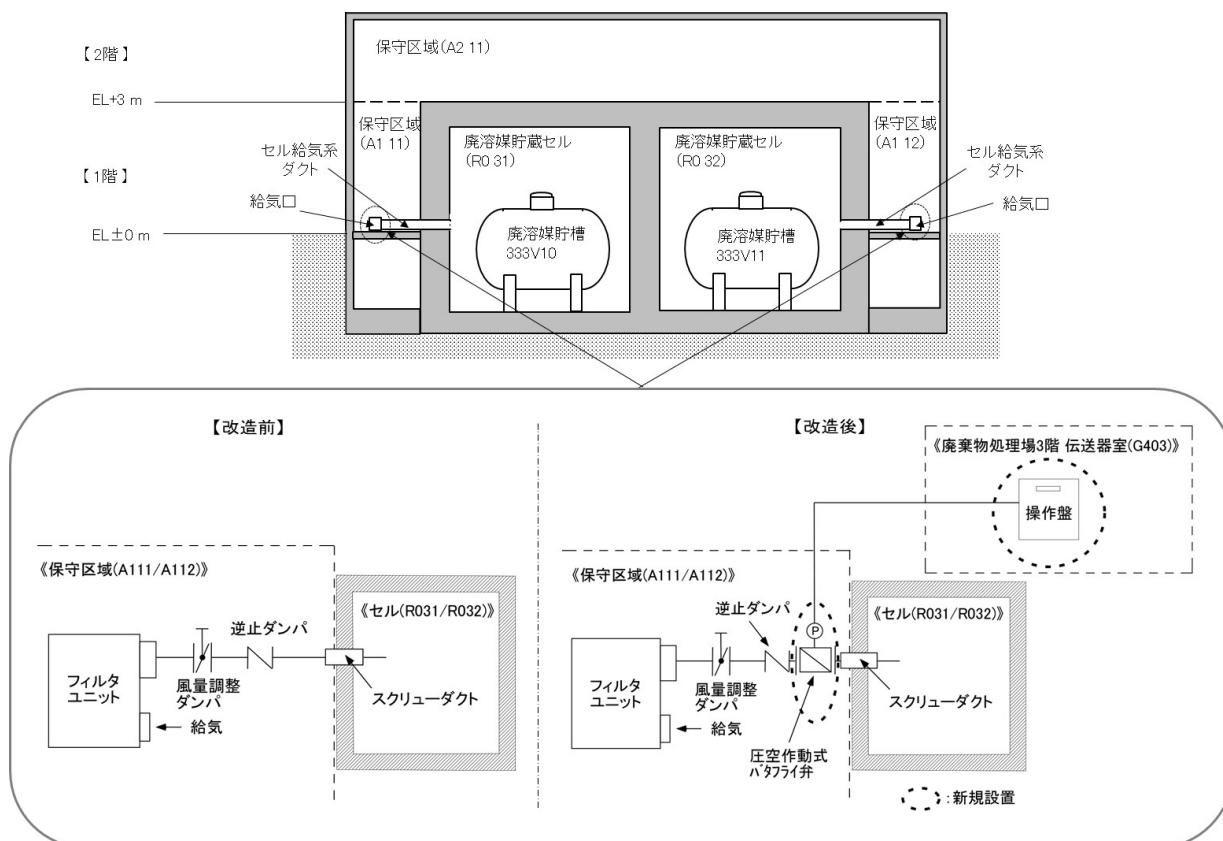 【2階】
保守区域(A2 11)
EL+3 m
保守区域
(A1 11)
廃溶媒貯蔵セル
(R0 31)
廃溶媒貯蔵セル
(R0 32)
保守区域
(A1 12)
セル給気系
ダクト
セル給気系
ダクト
【1階】
給気口
給気口
EL±0 m
廃溶媒貯槽
333V10
廃溶媒貯槽
333V11
【改造前】
《保守区域(A111/A112)》
《セル(R031/R032)》
逆止ダンパ
フィルタ
ユニット
風量調整
ダンパ
スクリューダクト
給気
【改造後】
《廃棄物処理場3階 伝送器室(G403)》
操作盤
《保守区域(A111/A112)》
逆止ダンパ
《セル(R031/R032)》
P
フィルタ
ユニット
風量調整
ダンパ
スクリューダクト
給気
圧空作動式
バタフライ弁
:新規設置